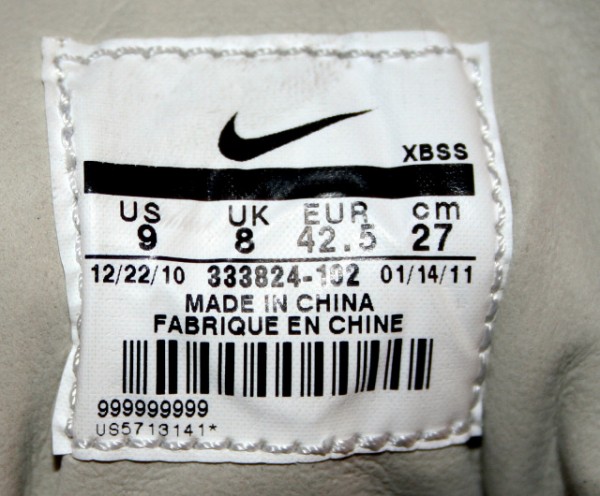 XBSS
US UK EUR cm
9 8 42.5 27
12/22/10 333824-102 01/14/11
MADE IN CHINA
FABRIQUE EN CHINE
999999999
US5713141*